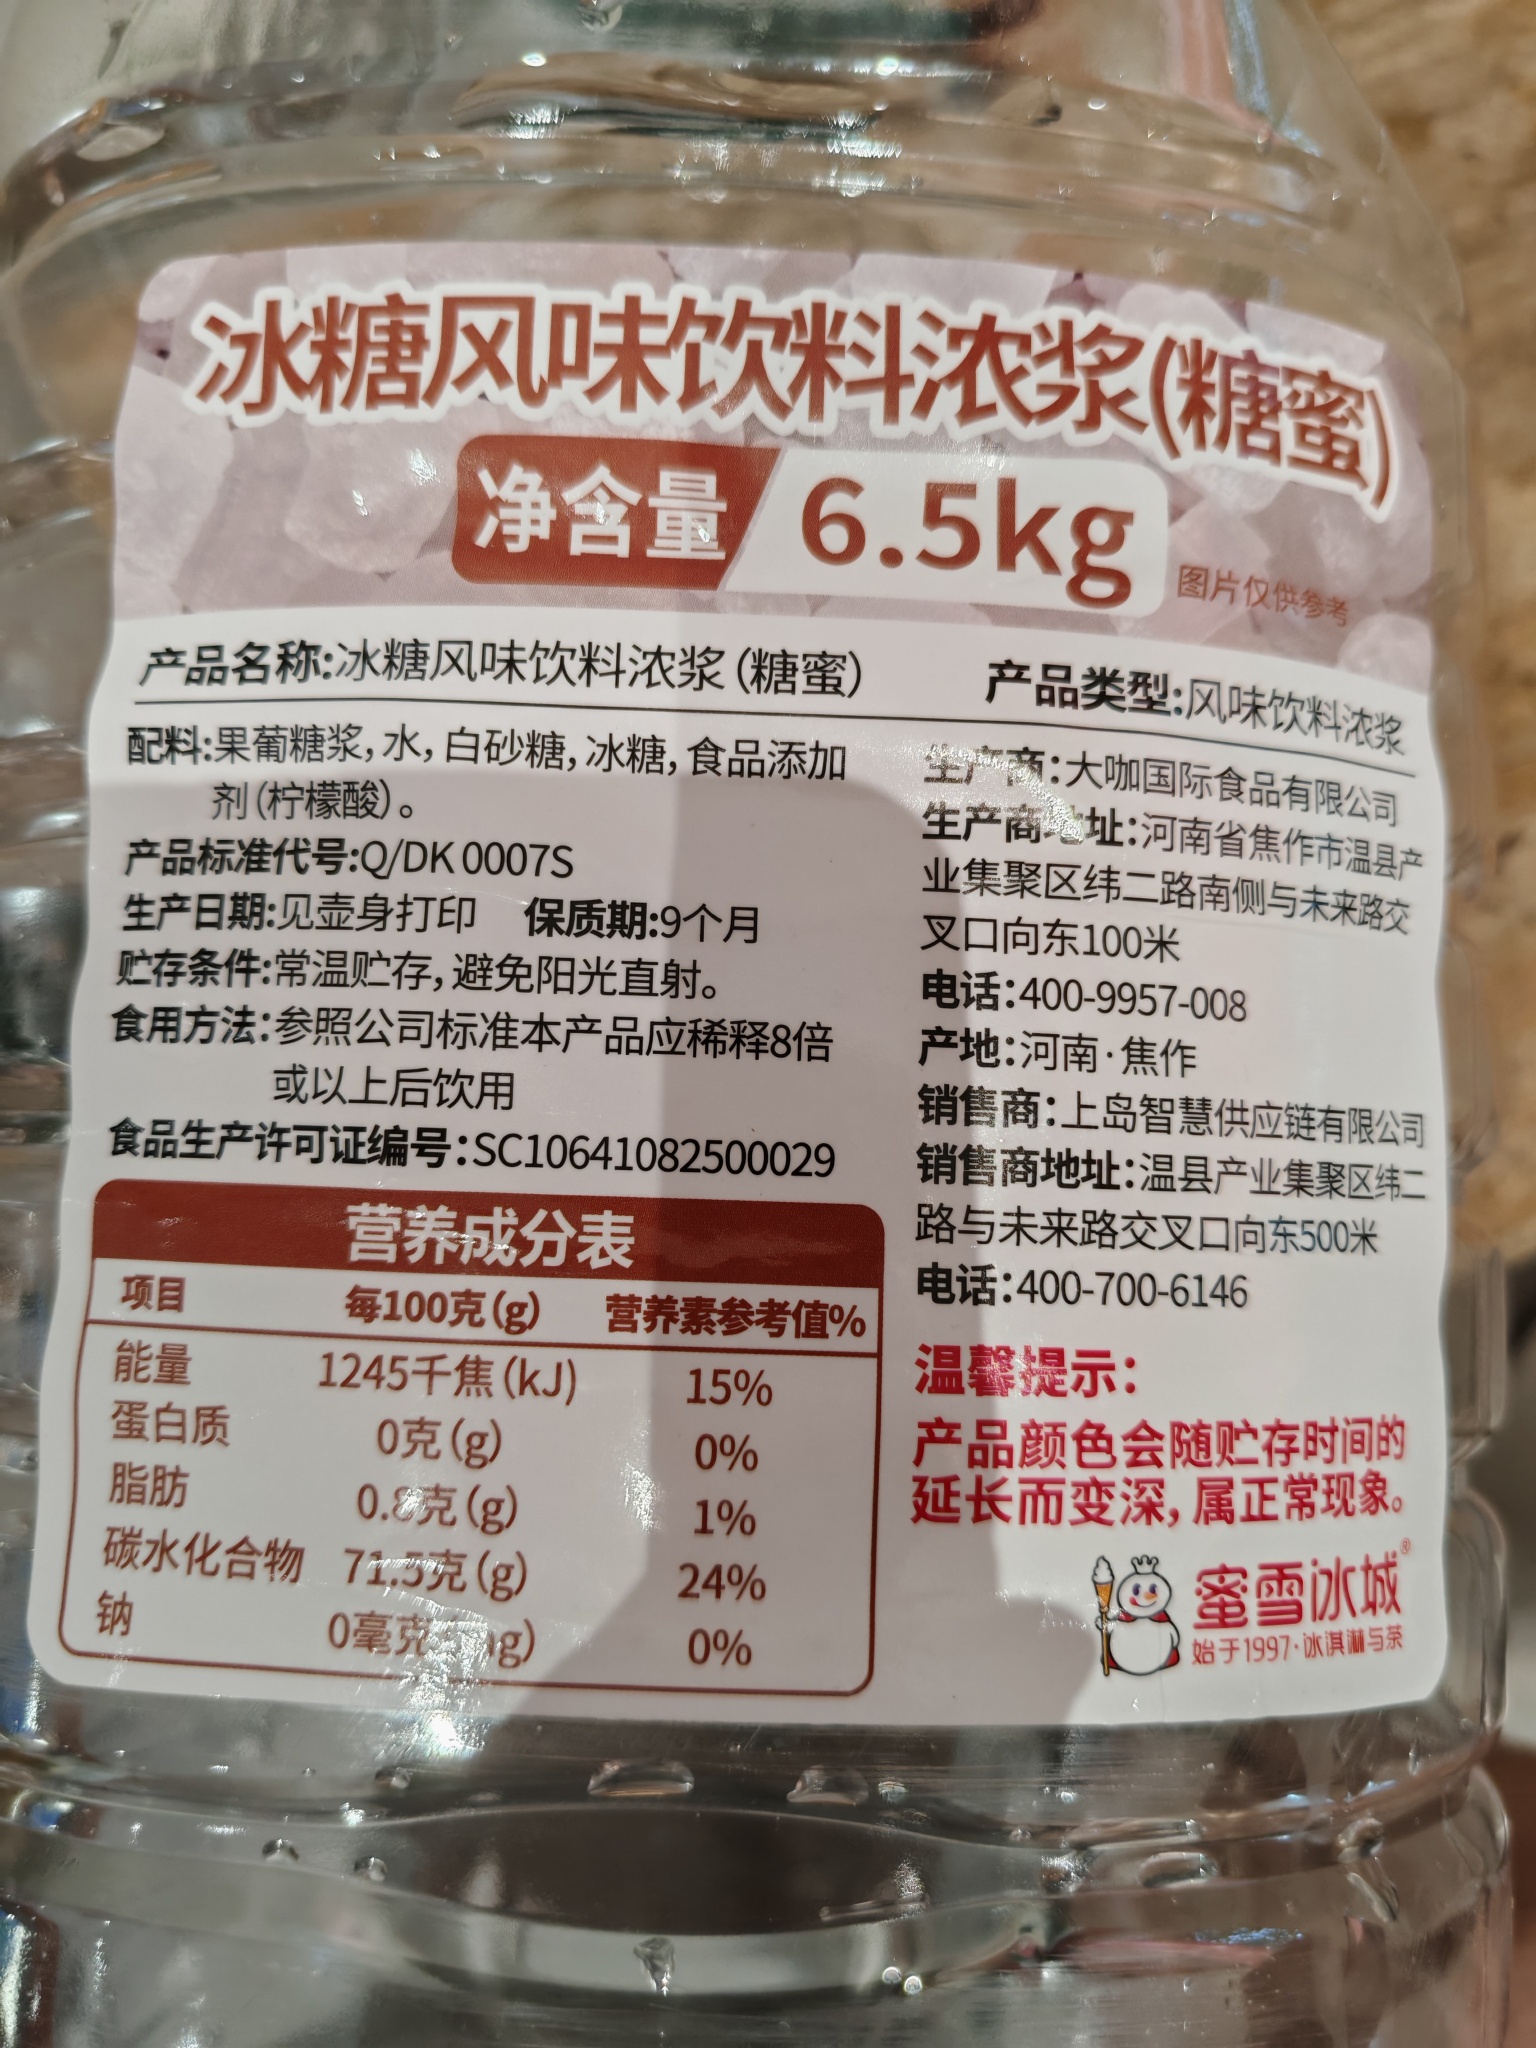 冰糖风味饮料浓浆(糖蜜)
净含量 6.5kg
图片仅供参考
产品名称:冰糖风味饮料浓浆(糖蜜)
产品类型:风味饮料浓浆
配料:果葡糖浆,水,白砂糖,冰糖,食品添加
剂(柠檬酸)。
产品标准代号:Q/DK 0007S
生产日期:见壶身打印 保质期:9个月
贮存条件:常温贮存,避免阳光直射。
食用方法:参照公司标准本产品应稀释8倍
或以上后饮用
食品生产许可证编号:SC10641082500029
营养成分表
项目 每100克(g) 营养素参考值%
能量 1245千焦(kJ) 15%
蛋白质 0克(g) 0%
脂肪 0.8克(g) 1%
碳水化合物 71.5克(g) 24%
钠 0毫克(mg) 0%
生产商:大咖国际食品有限公司
生产商地址:河南省焦作市温县产
业集聚区纬二路南侧与未来路交
叉口向东100米
电话:400-9957-008
产地:河南·焦作
销售商:上岛智慧供应链有限公司
销售商地址:温县产业集聚区纬二
路与未来路交叉口向东500米
电话:400-700-6146
温馨提示:
产品颜色会随贮存时间的
延长而变深,属正常现象。
蜜雪冰城®
始于1997·冰淇淋与茶